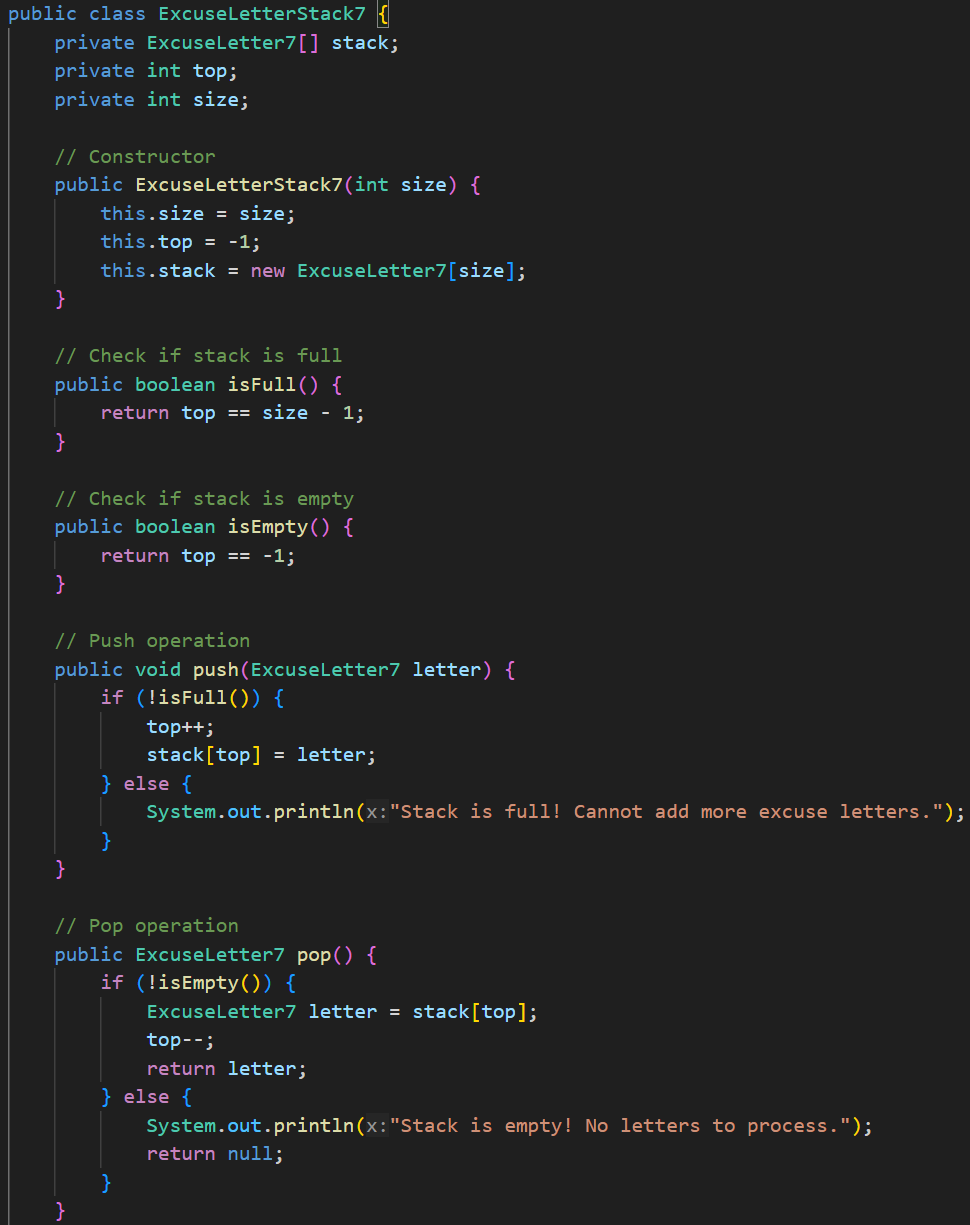 public class ExcuseLetterStack7 {
    private ExcuseLetter7[] stack;
    private int top;
    private int size;

    // Constructor
    public ExcuseLetterStack7(int size) {
        this.size = size;
        this.top = -1;
        this.stack = new ExcuseLetter7[size];
    }

    // Check if stack is full
    public boolean isFull() {
        return top == size - 1;
    }

    // Check if stack is empty
    public boolean isEmpty() {
        return top == -1;
    }

    // Push operation
    public void push(ExcuseLetter7 letter) {
        if (!isFull()) {
            top++;
            stack[top] = letter;
        } else {
            System.out.println(x:"Stack is full! Cannot add more excuse letters.");
        }
    }

    // Pop operation
    public ExcuseLetter7 pop() {
        if (!isEmpty()) {
            ExcuseLetter7 letter = stack[top];
            top--;
            return letter;
        } else {
            System.out.println(x:"Stack is empty! No letters to process.");
            return null;
        }
    }